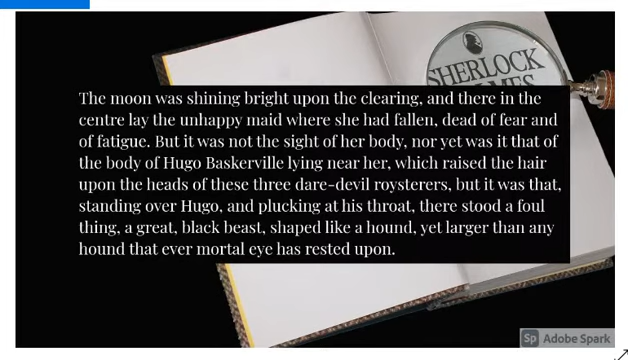 SHERLOCK
The moon was shining bright upon the clearing, and there in the
centre lay the unhappy maid where she had fallen, dead of fear and
of fatigue. But it was not the sight of her body, nor yet was it that of
the body of Hugo Baskerville lying near her, which raised the hair
upon the heads of these three dare-devil roysterers, but it was that,
standing over Hugo, and plucking at his throat, there stood a foul
thing, a great, black beast, shaped like a hound, yet larger than any
hound that ever mortal eye has rested upon.
Sp Adobe Spark